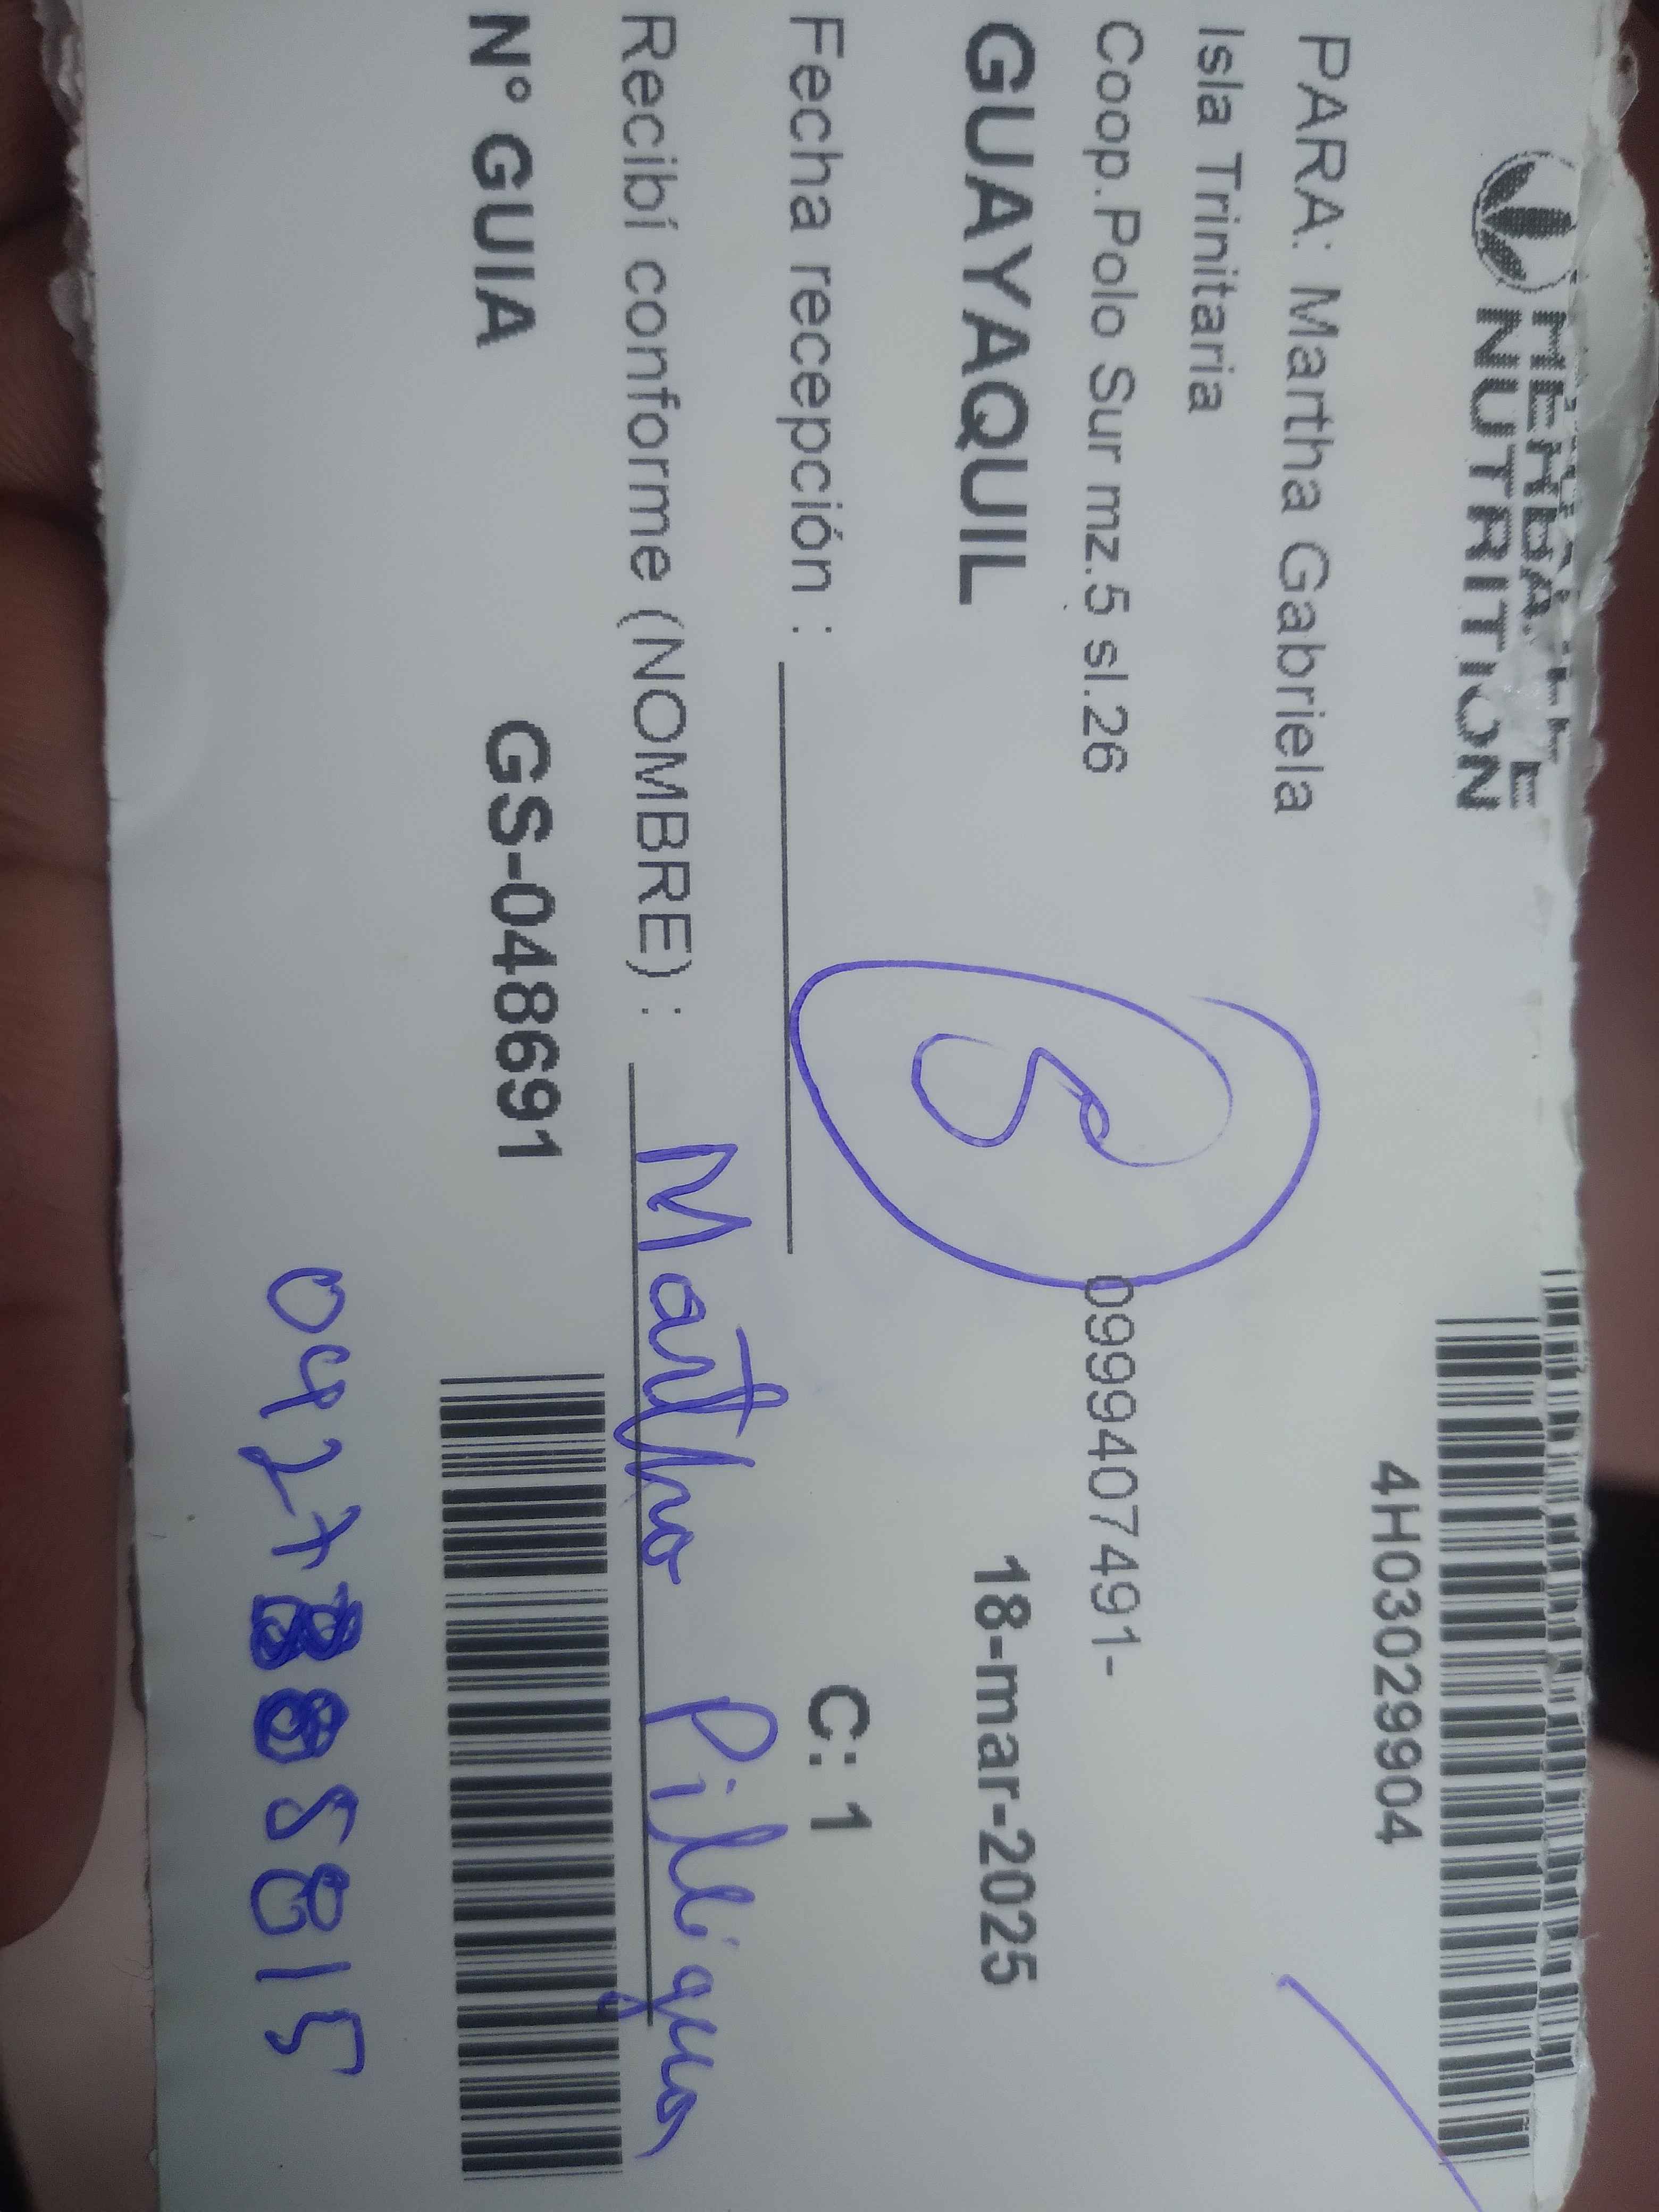 HERBALIFE
NUTRITION
4H03029904
PARA: Martha Gabriela
Isla Trinitaria
Coop.Polo Sur mz.5 sl.26 0999407491-
GUAYAQUIL 18-mar-2025
Fecha recepción : C: 1
Recibí conforme (NOMBRE) : Martha Pilligua
N° GUIA GS-048691